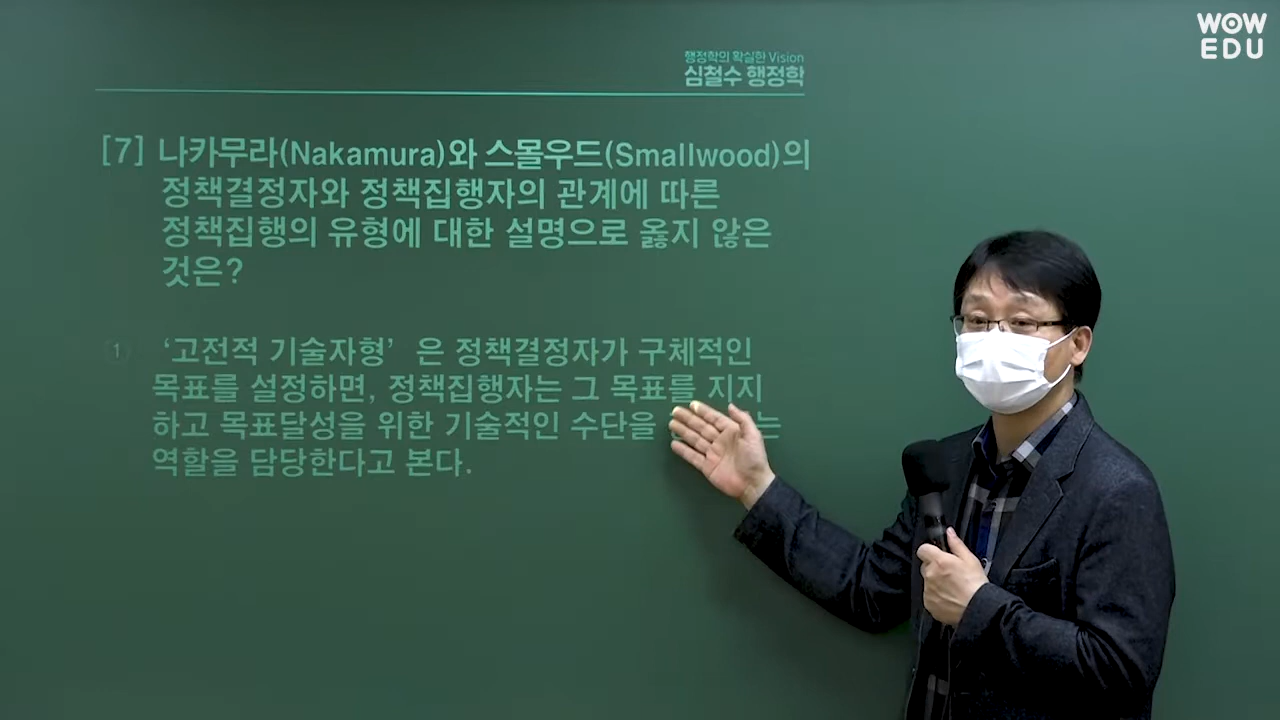 WOW
EDU
행정학의 확실한 Vision
심철수 행정학
[7] 나카무라(Nakamura)와 스몰우드(Smallwood)의
정책결정자와 정책집행자의 관계에 따른
정책집행의 유형에 대한 설명으로 옳지 않은
것은?
① ‘고전적 기술자형’ 은 정책결정자가 구체적인
목표를 설정하면, 정책집행자는 그 목표를 지지
하고 목표달성을 위한 기술적인 수단을 는
역할을 담당한다고 본다.